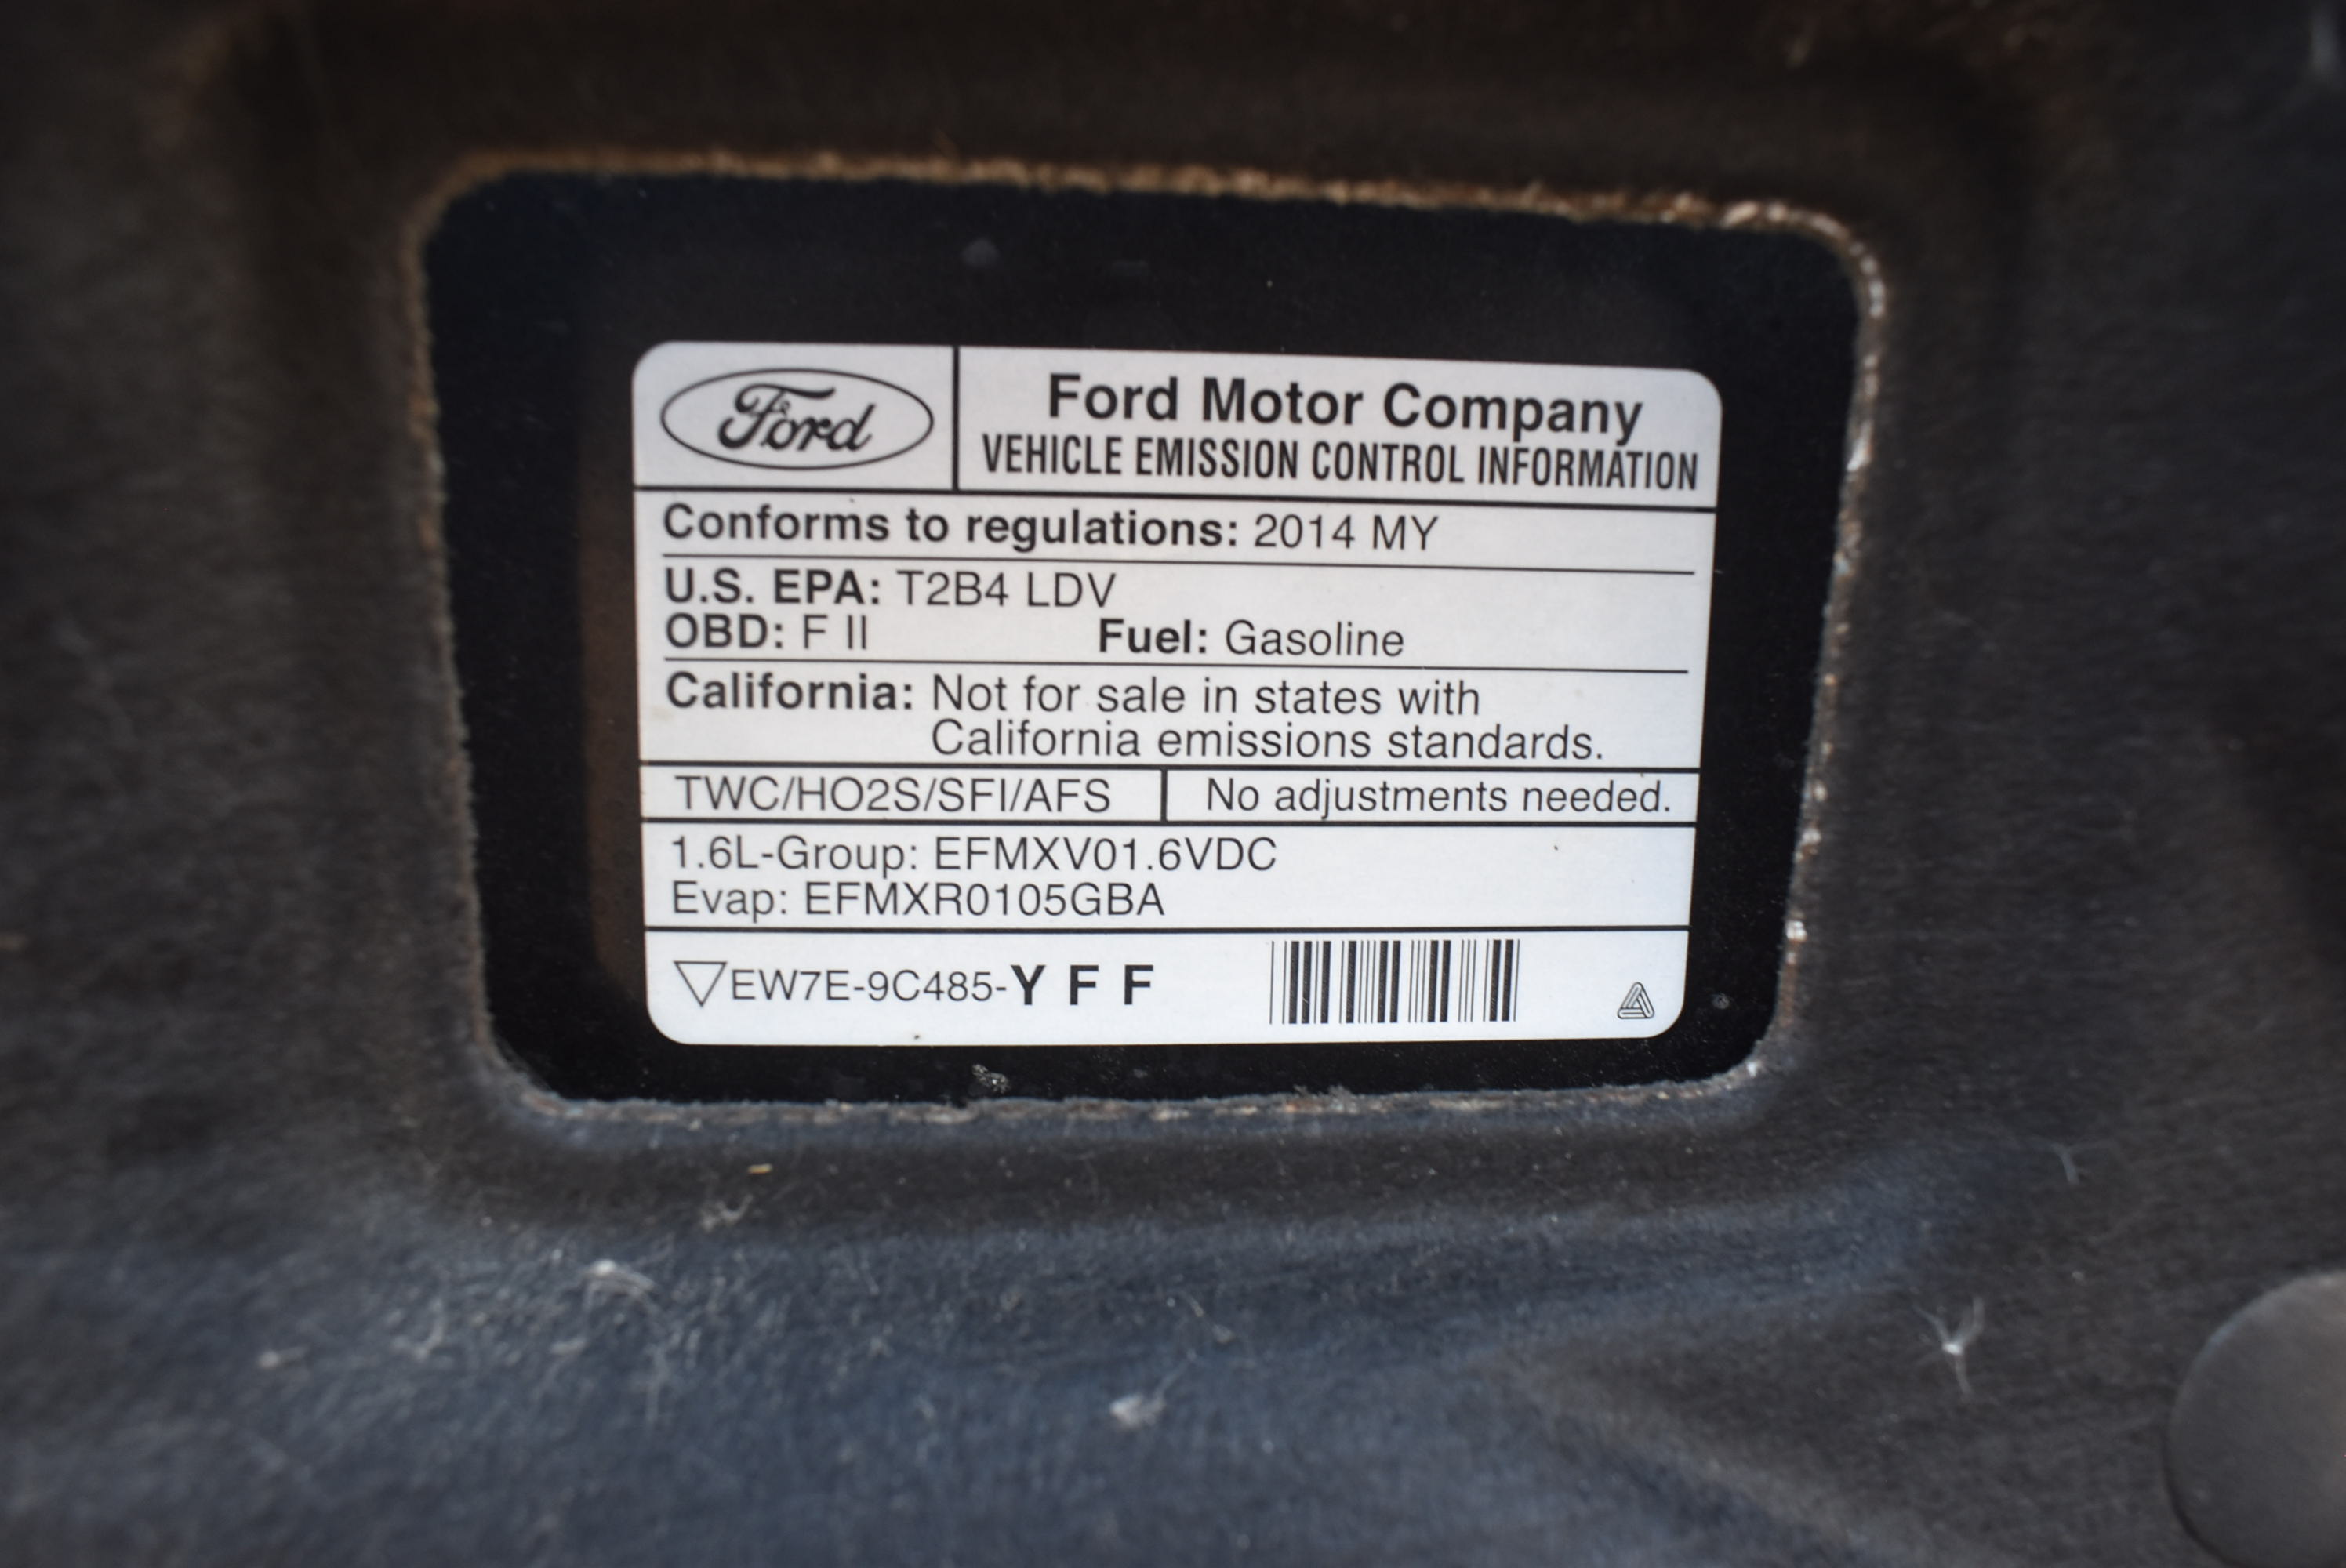 Ford
Ford Motor Company
VEHICLE EMISSION CONTROL INFORMATION
Conforms to regulations: 2014 MY
U.S. EPA: T2B4 LDV
OBD: F II Fuel: Gasoline
California: Not for sale in states with
California emissions standards.
TWC/HO2S/SFI/AFS No adjustments needed.
1.6L-Group: EFMXV01.6VDC
Evap: EFMXR0105GBA
EW7E-9C485-Y F F